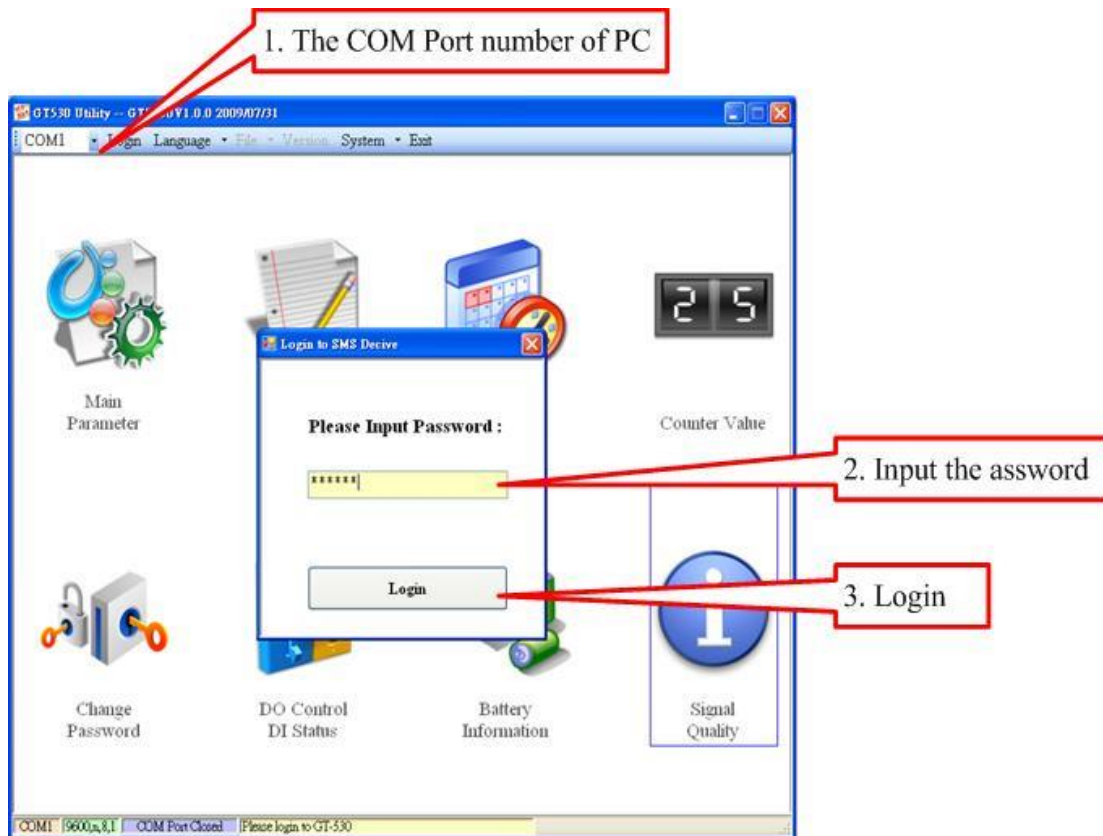 1. The COM Port number of PC
GT530 Utility -- GT530 V1.0.0 2009/07/31
COM1 Login Language File Version System Exit
25
Login to SMS Decive
Main
Parameter
Please Input Password :
Counter Value
******
2. Input the assword
Login
3. Login
Change
Password
DO Control
DI Status
Battery
Information
Signal
Quality
COM1 9600,n,8,1 COM Port Closed Please login to GT-530